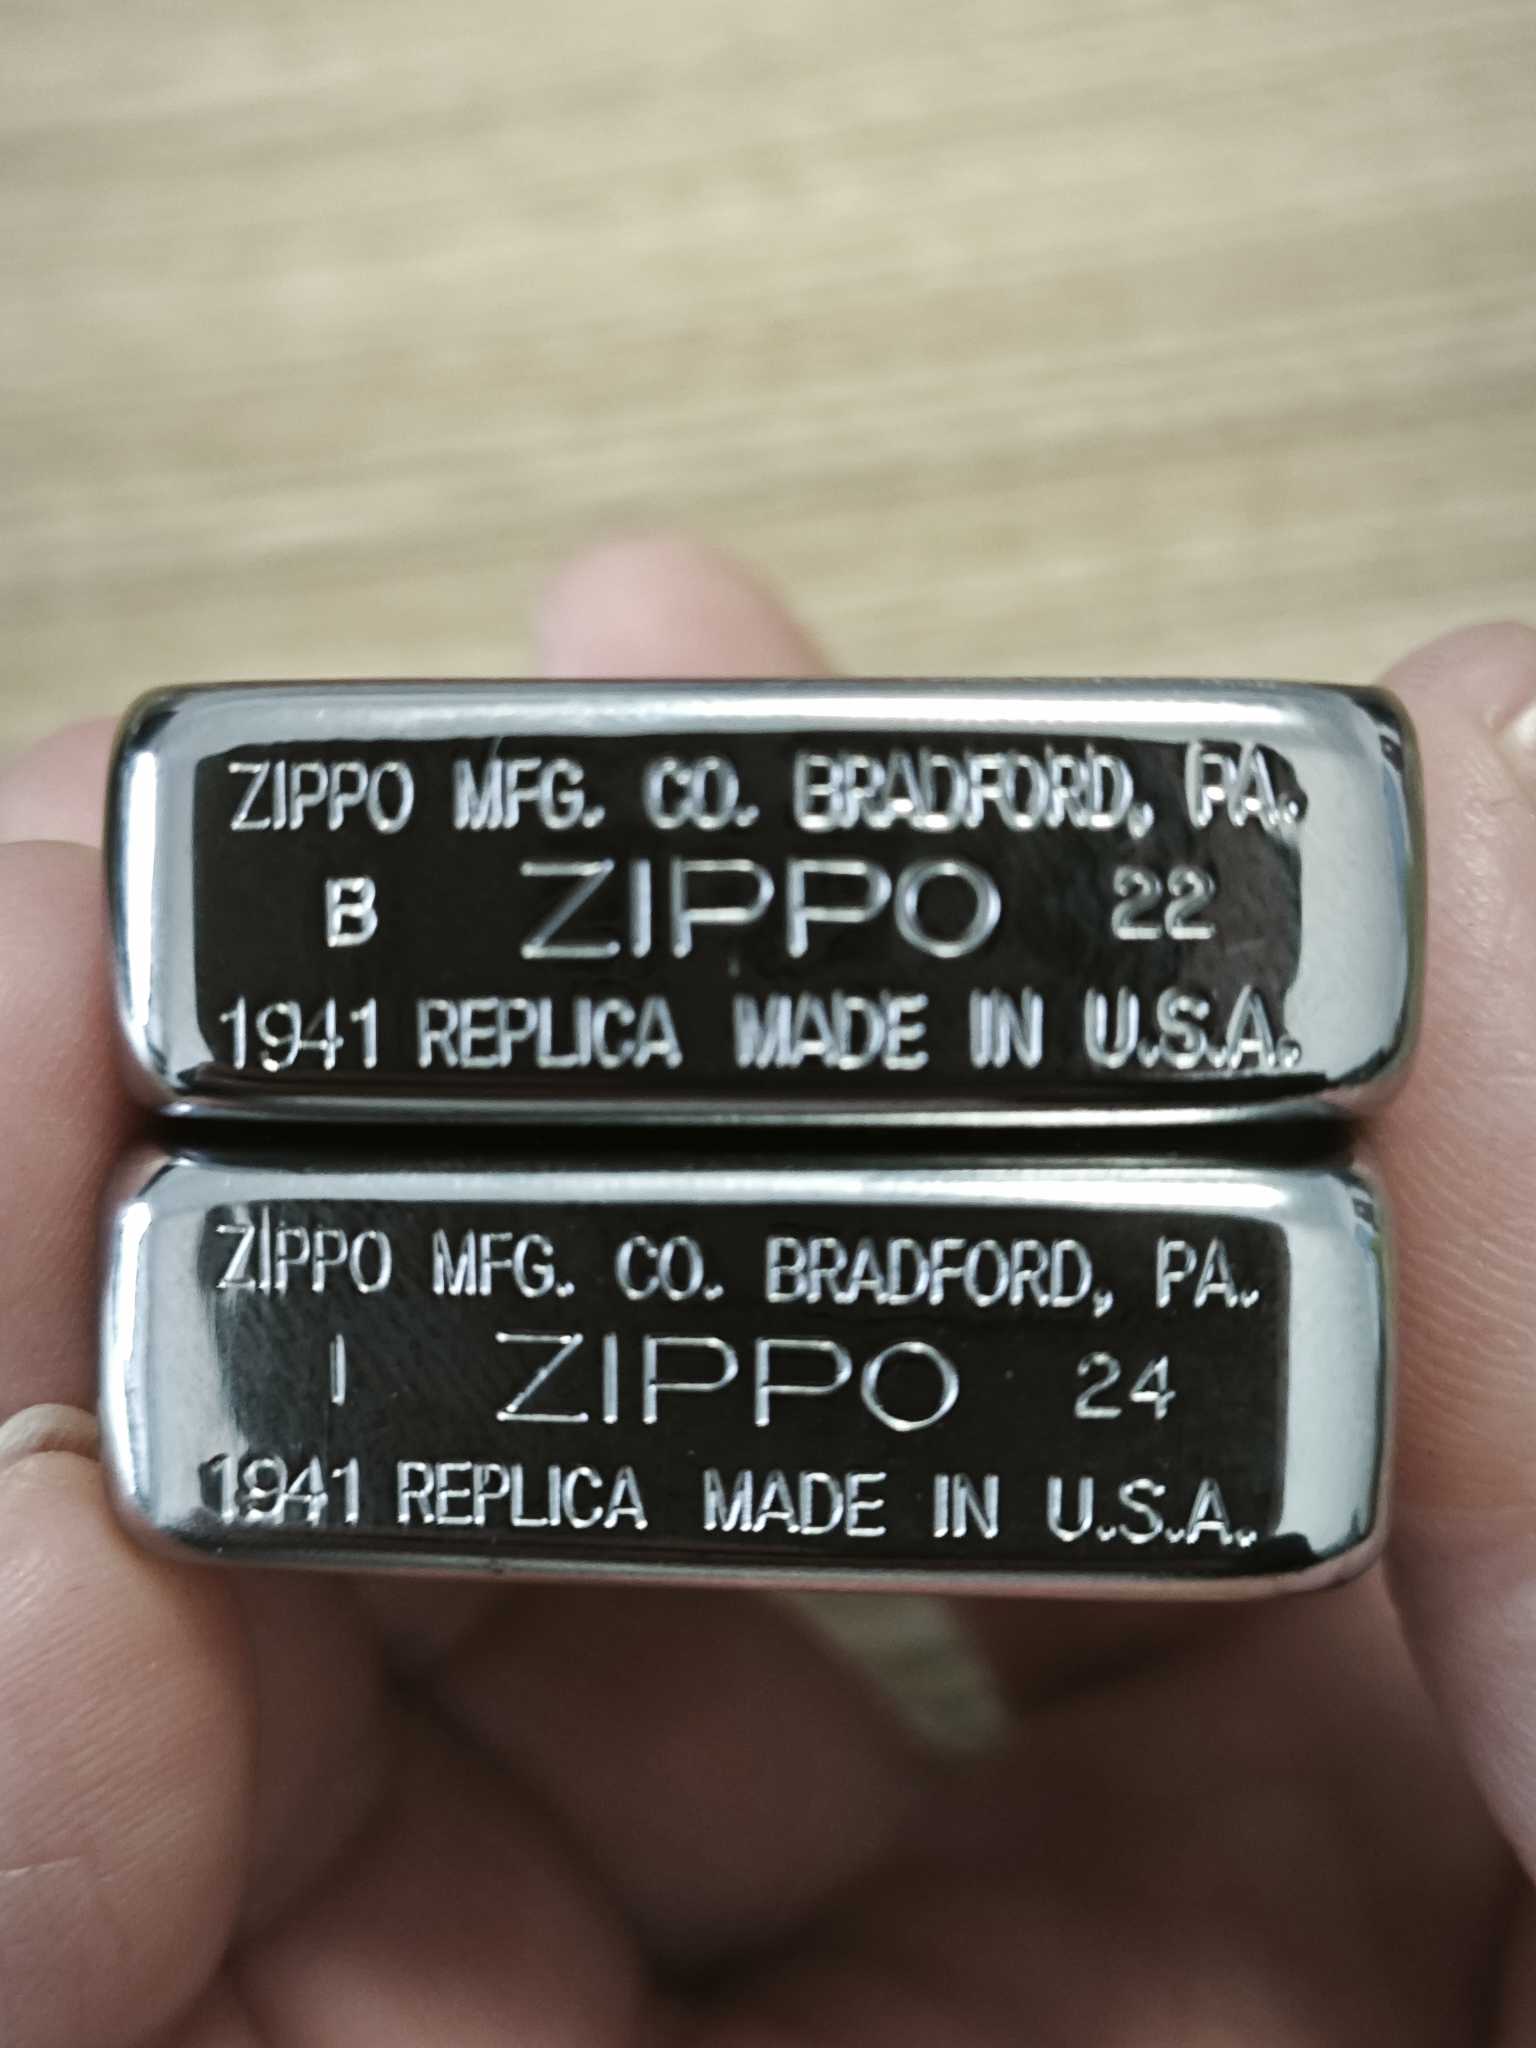 ZIPPO MFG. CO. BRADFORD, PA.
B ZIPPO 22
1941 REPLICA MADE IN U.S.A.
ZIPPO MFG. CO. BRADFORD, PA.
I ZIPPO 24
1941 REPLICA MADE IN U.S.A.